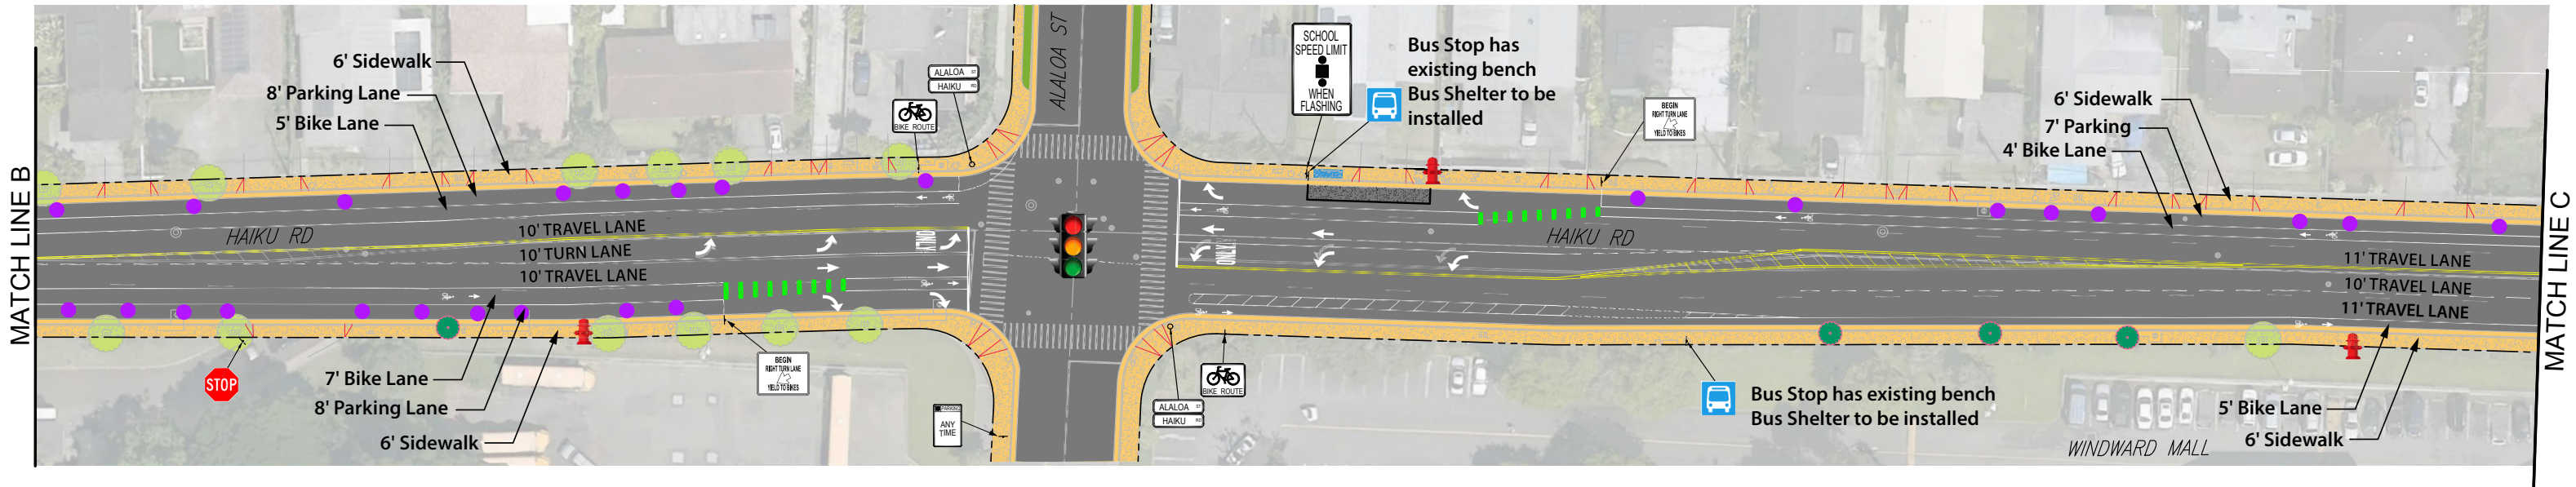 MATCH LINE B
6' Sidewalk
8' Parking Lane
5' Bike Lane
HAIKU RD
10' TRAVEL LANE
10' TURN LANE
10' TRAVEL LANE
ONLY
STOP
7' Bike Lane
8' Parking Lane
6' Sidewalk
BEGIN
RIGHT TURN LANE
YIELD TO BIKES
PARKING
ANY
TIME
BIKE ROUTE
ALALOA ST
HAIKU RD
ALALOA ST
SCHOOL
SPEED LIMIT
WHEN
FLASHING
Bus Stop has
existing bench
Bus Shelter to be
installed
BEGIN
RIGHT TURN LANE
YIELD TO BIKES
ONLY
HAIKU RD
ALALOA ST
HAIKU RD
BIKE ROUTE
Bus Stop has existing bench
Bus Shelter to be installed
6' Sidewalk
7' Parking
4' Bike Lane
11' TRAVEL LANE
10' TRAVEL LANE
11' TRAVEL LANE
5' Bike Lane
6' Sidewalk
WINDWARD MALL
MATCH LINE C